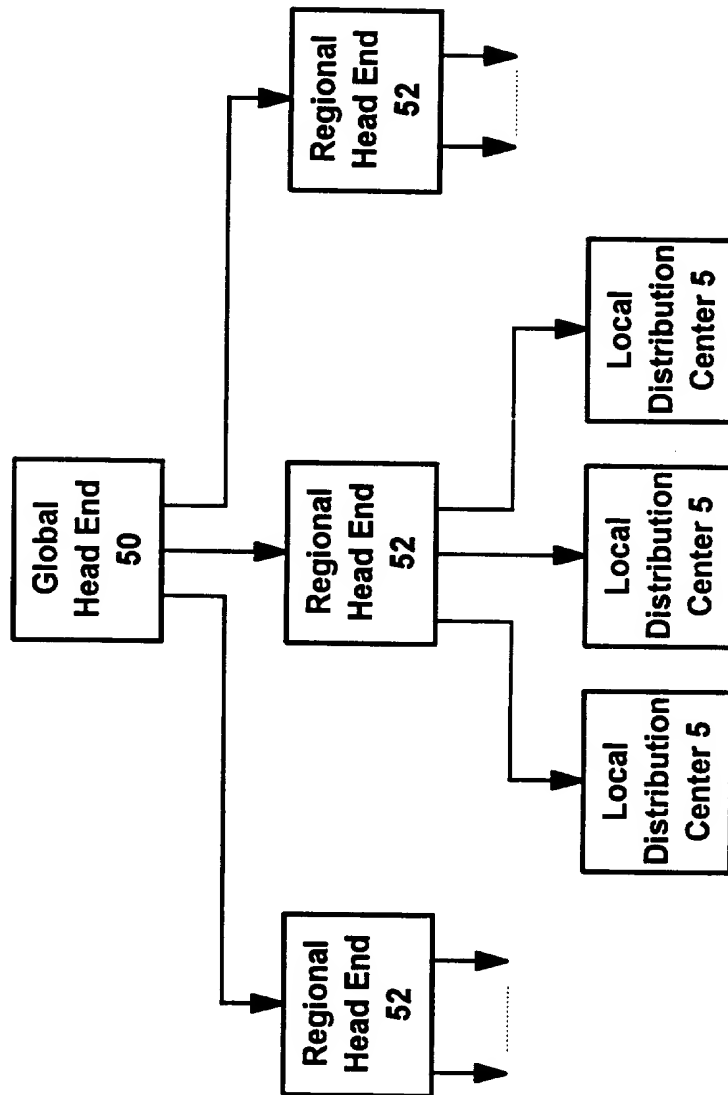 Global
Head End
50
Regional
Head End
52
Regional
Head End
52
Regional
Head End
52
Local
Distribution
Center 5
Local
Distribution
Center 5
Local
Distribution
Center 5